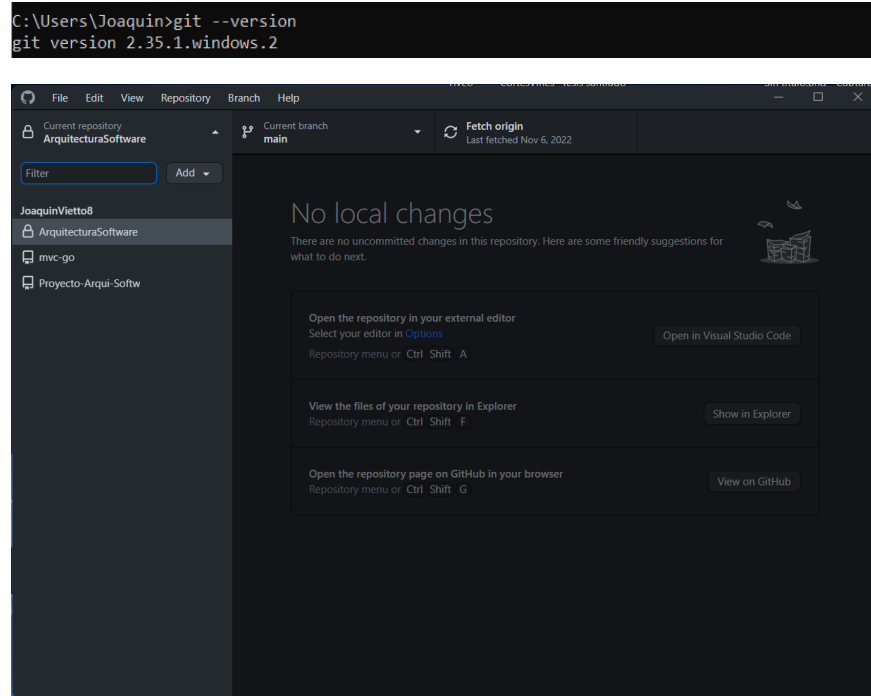 C:\Users\Joaquin>git --version
git version 2.35.1.windows.2
File Edit View Repository Branch Help
Current repository
ArquitecturaSoftware
Current branch
main
Fetch origin
Last fetched Nov 6, 2022
Filter
Add
JoaquinVietto8
ArquitecturaSoftware
mvc-go
Proyecto-Arqui-Softw
No local changes
There are no uncommitted changes in this repository. Here are some friendly suggestions for
what to do next.
Open the repository in your external editor
Select your editor in Options
Repository menu or Ctrl Shift A
Open in Visual Studio Code
View the files of your repository in Explorer
Repository menu or Ctrl Shift F
Show in Explorer
Open the repository page on GitHub in your browser
Repository menu or Ctrl Shift G
View on GitHub